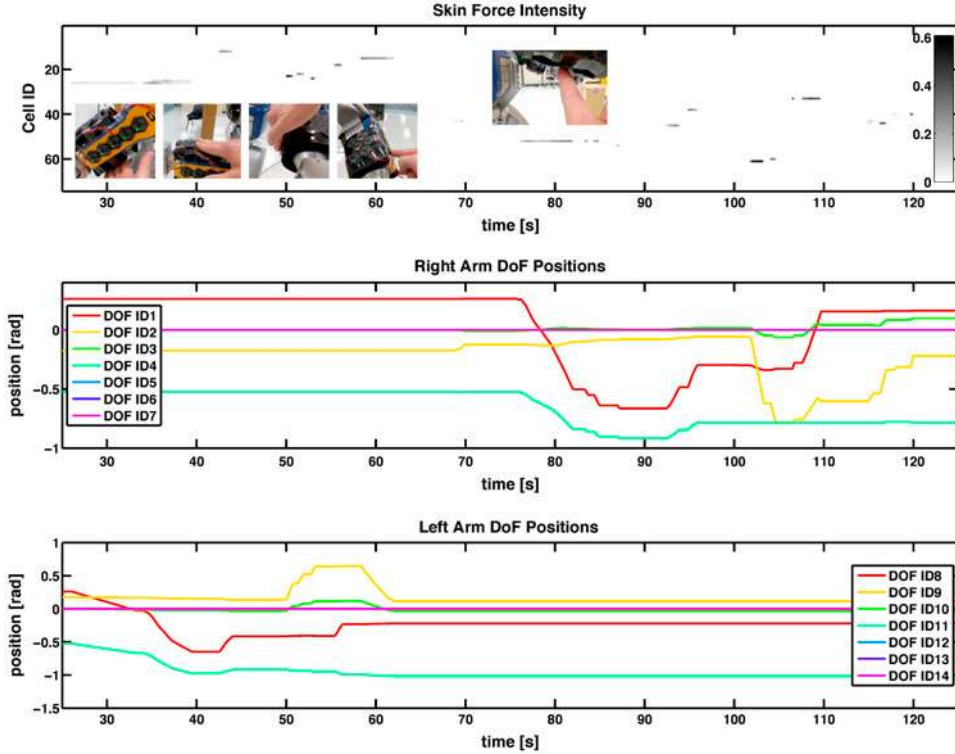 Skin Force Intensity
Cell ID
20
40
60
0.6
0.4
0.2
0
30 40 50 60 70 80 90 100 110 120
time [s]
Right Arm DoF Positions
position [rad]
0
−0.5
−1
DOF ID1
DOF ID2
DOF ID3
DOF ID4
DOF ID5
DOF ID6
DOF ID7
30 40 50 60 70 80 90 100 110 120
time [s]
Left Arm DoF Positions
position [rad]
1
0.5
0
−0.5
−1
−1.5
DOF ID8
DOF ID9
DOF ID10
DOF ID11
DOF ID12
DOF ID13
DOF ID14
30 40 50 60 70 80 90 100 110 120
time [s]